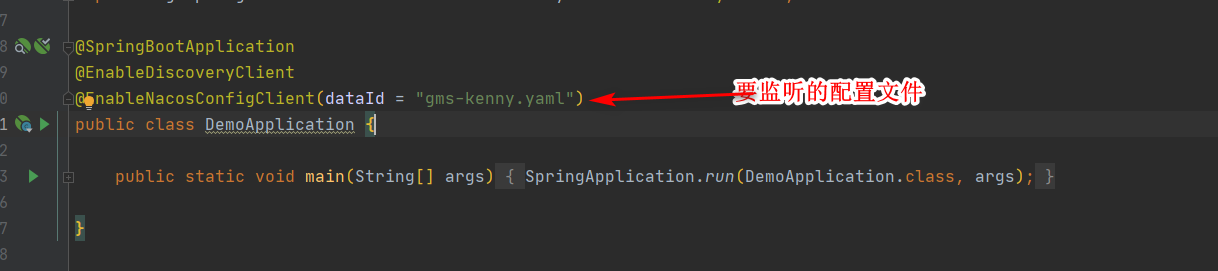 7
8 @SpringBootApplication
9 @EnableDiscoveryClient
0 @EnableNacosConfigClient(dataId = "gms-kenny.yaml") 要监听的配置文件
1 public class DemoApplication {
2
3 public static void main(String[] args) { SpringApplication.run(DemoApplication.class, args); }
6
7 }
8